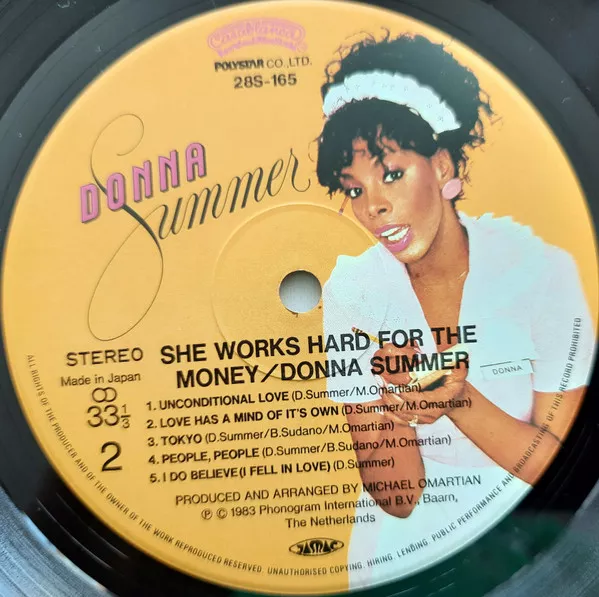 Casablanca
POLYSTAR CO., LTD.
28S-165
DONNA
Summer
STEREO
Made in Japan
33 1/3
2
SHE WORKS HARD FOR THE
MONEY/DONNA SUMMER
1. UNCONDITIONAL LOVE (D.Summer/M.Omartian)
2. LOVE HAS A MIND OF IT'S OWN (D.Summer/M.Omartian)
3. TOKYO (D.Summer/B.Sudano/M.Omartian)
4. PEOPLE, PEOPLE (D.Summer/B.Sudano/M.Omartian)
5. I DO BELIEVE (I FELL IN LOVE) (D.Summer)
DONNA
PRODUCED AND ARRANGED BY MICHAEL OMARTIAN
Ⓟ © 1983 Phonogram International B.V., Baarn,
The Netherlands
JASRAC
ALL RIGHTS OF THE PRODUCER AND OF THE OWNER OF THE WORK REPRODUCED RESERVED. UNAUTHORISED COPYING, HIRING, LENDING, PUBLIC PERFORMANCE AND BROADCASTING OF THIS RECORD PROHIBITED